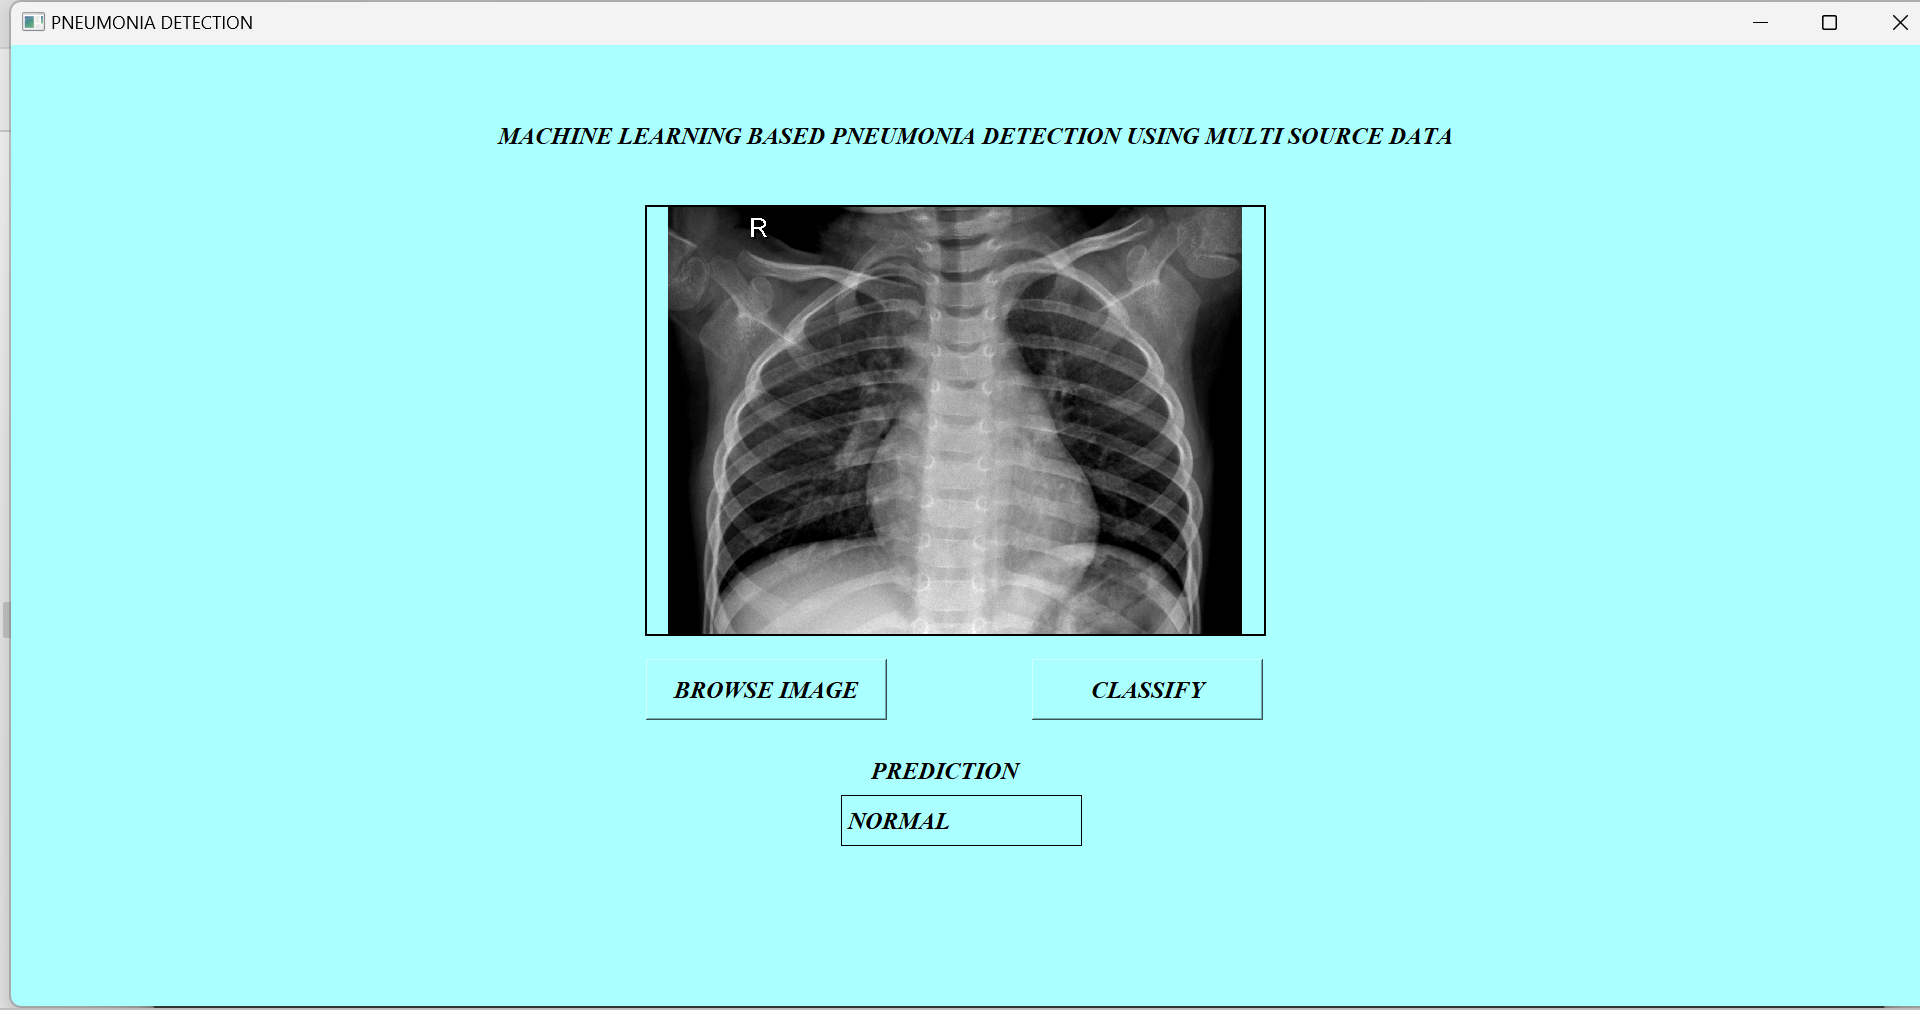 PNEUMONIA DETECTION
MACHINE LEARNING BASED PNEUMONIA DETECTION USING MULTI SOURCE DATA
R
BROWSE IMAGE
CLASSIFY
PREDICTION
NORMAL